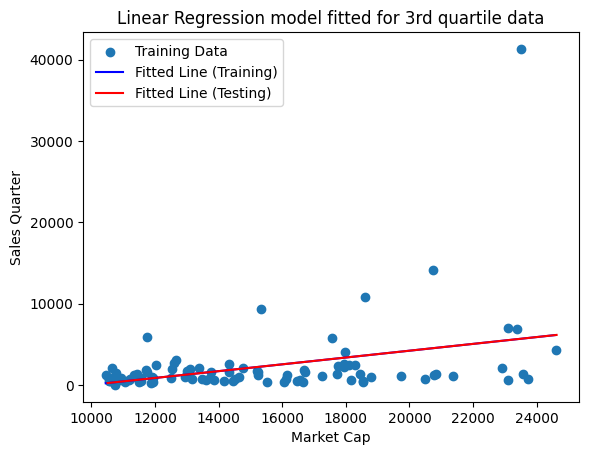 Linear Regression model fitted for 3rd quartile data
Training Data
Fitted Line (Training)
Fitted Line (Testing)
40000
30000
20000
10000
0
Sales Quarter
10000 12000 14000 16000 18000 20000 22000 24000
Market Cap